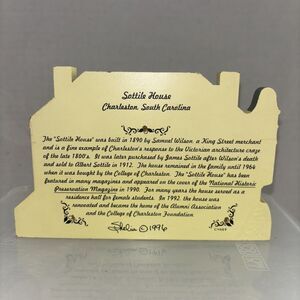 Sottile House
Charleston, South Carolina
The "Sottile House" was built in 1890 by Samuel Wilson, a King Street merchant
and is a fine example of Charleston's response to the Victorian architecture craze
of the late 1800's. It was later purchased by James Sottile after Wilson's death
and sold to Albert Sottile in 1912. The house remained in the family until 1964
when it was bought by the College of Charleston. The "Sottile House" has been
featured in many magazines and appeared on the cover of the National Historic
Preservation Magazine in 1990. For many years the house served as a
residence hall for female students. In 1992, the house was
renovated and became the home of the Alumni Association
and the College of Charleston Foundation.
Shelia ©1996